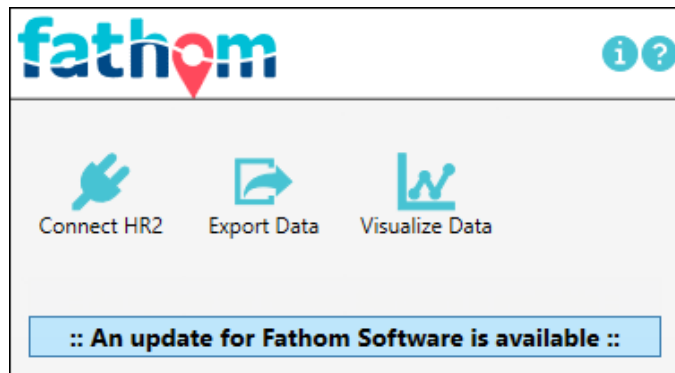 fathom
i ?
Connect HR2 Export Data Visualize Data
:: An update for Fathom Software is available ::